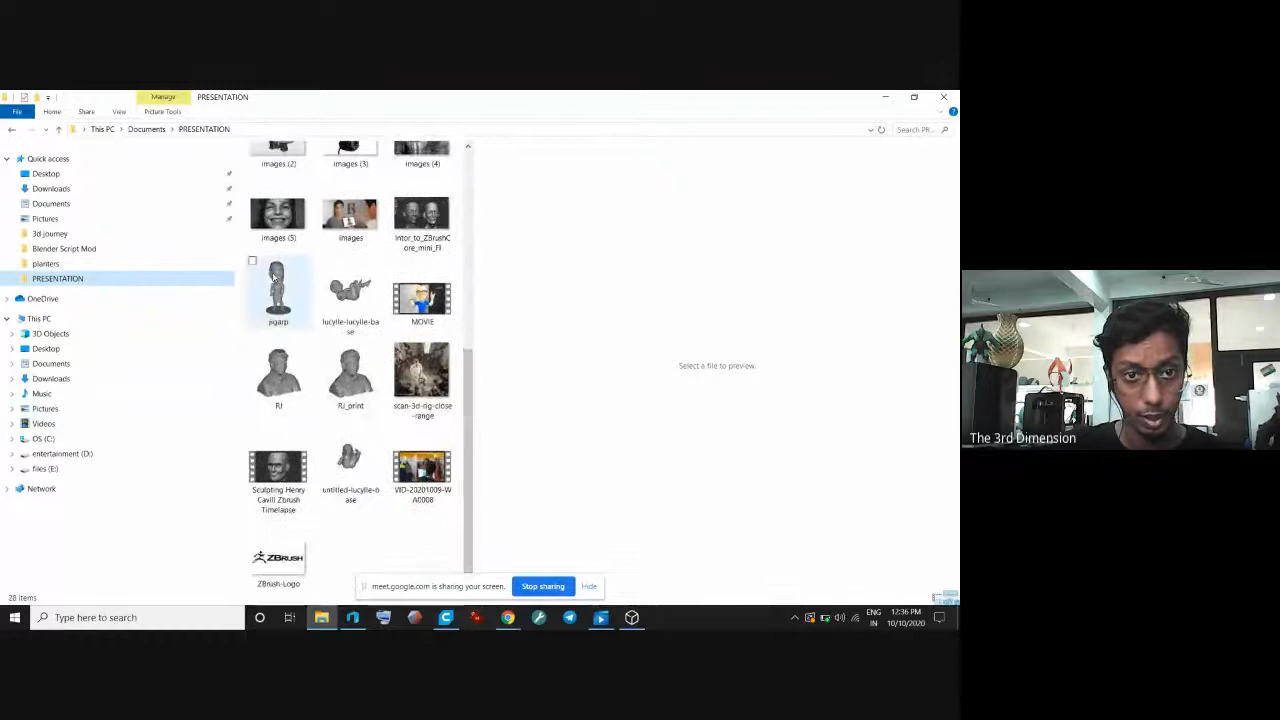 Manage
PRESENTATION
File
Home
Share
View
Picture Tools
This PC
Documents
PRESENTATION
Search PR...
Quick access
Desktop
Downloads
Documents
Pictures
3d journey
Blender Script Mod
planters
PRESENTATION
OneDrive
This PC
3D Objects
Desktop
Documents
Downloads
Music
Pictures
Videos
OS (C:)
entertainment (D:)
files (E:)
Network
images (2)
images (3)
images (4)
images (5)
images
Intor_to_ZBrushC
ore_mini_FI
jigarp
lucylle-lucylle-ba
se
MOVIE
RJ
RJ_print
scan-3d-rig-close
-range
Sculpting Henry
Cavill Zbrush
Timelapse
untitled-lucylle-b
ase
VID-20201009-W
A0008
ZBRUSH
ZBrush-Logo
Select a file to preview.
28 items
meet.google.com is sharing your screen.
Stop sharing
Hide
Type here to search
ENG
IN
12:36 PM
10/10/2020
The 3rd Dimension